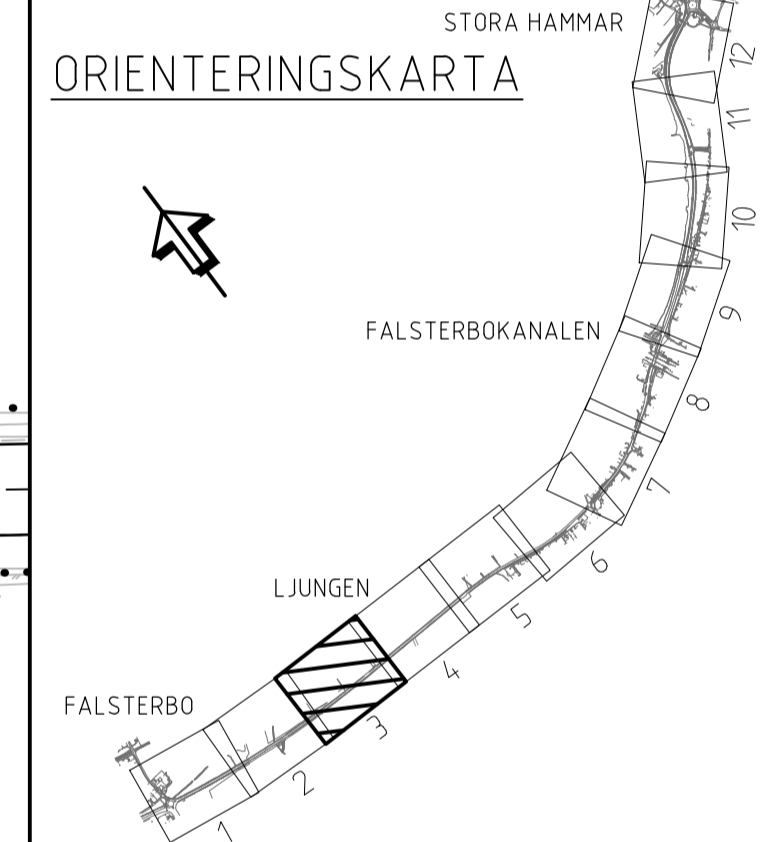 STORA HAMMAR
ORIENTERINGSKARTA
12
11
10
9
FALSTERBOKANALEN
8
7
6
LJUNGEN
5
4
FALSTERBO
3
2
1